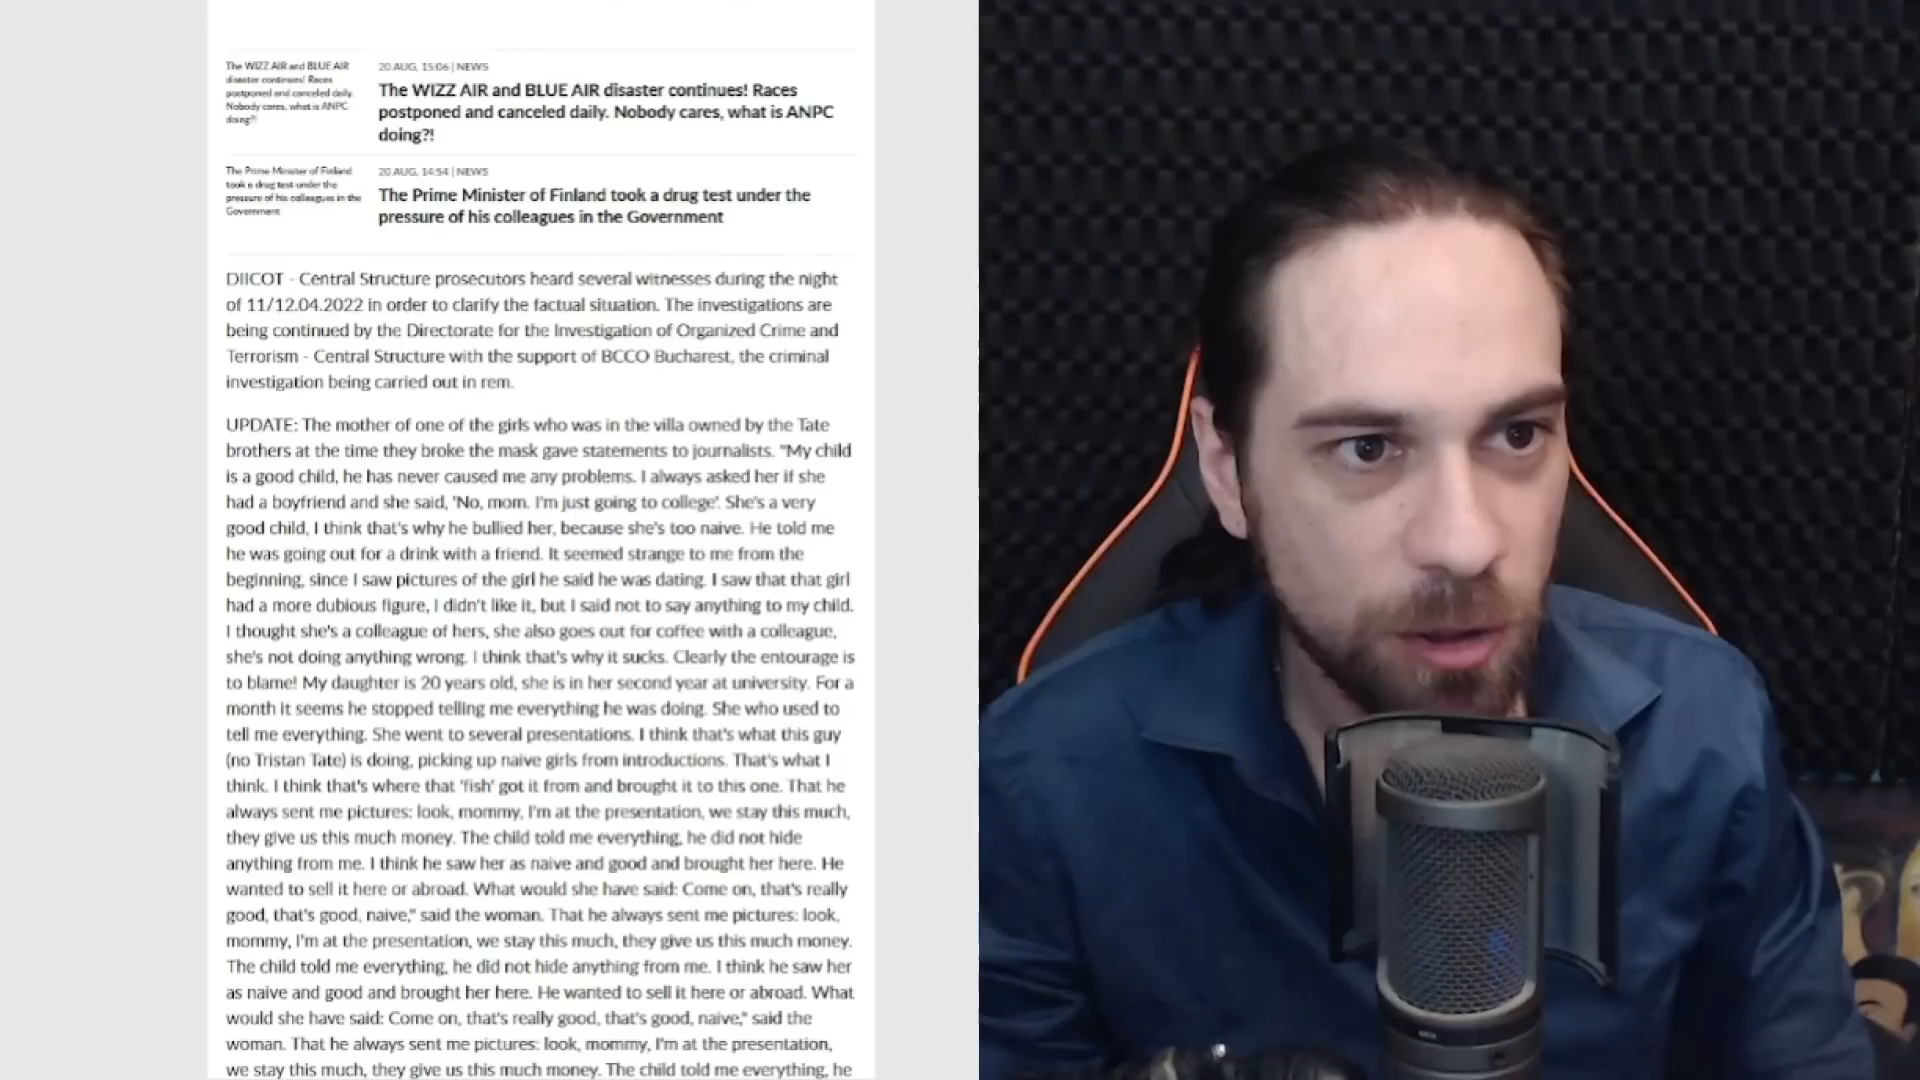 The WIZZ AIR and BLUE AIR
disaster continues! Races
postponed and canceled daily.
Nobody cares, what is ANPC
doing?!
20 AUG, 15:06 | NEWS
The WIZZ AIR and BLUE AIR disaster continues! Races
postponed and canceled daily. Nobody cares, what is ANPC
doing?!
The Prime Minister of Finland
took a drug test under the
pressure of his colleagues in the
Government
20 AUG, 14:54 | NEWS
The Prime Minister of Finland took a drug test under the
pressure of his colleagues in the Government
DIICOT - Central Structure prosecutors heard several witnesses during the night
of 11/12.04.2022 in order to clarify the factual situation. The investigations are
being continued by the Directorate for the Investigation of Organized Crime and
Terrorism - Central Structure with the support of BCCO Bucharest, the criminal
investigation being carried out in rem.
UPDATE: The mother of one of the girls who was in the villa owned by the Tate
brothers at the time they broke the mask gave statements to journalists. "My child
is a good child, he has never caused me any problems. I always asked her if she
had a boyfriend and she said, 'No, mom. I'm just going to college'. She's a very
good child, I think that's why he bullied her, because she's too naive. He told me
he was going out for a drink with a friend. It seemed strange to me from the
beginning, since I saw pictures of the girl he said he was dating. I saw that that girl
had a more dubious figure, I didn't like it, but I said not to say anything to my child.
I thought she's a colleague of hers, she also goes out for coffee with a colleague,
she's not doing anything wrong. I think that's why it sucks. Clearly the entourage is
to blame! My daughter is 20 years old, she is in her second year at university. For a
month it seems he stopped telling me everything he was doing. She who used to
tell me everything. She went to several presentations. I think that's what this guy
(no Tristan Tate) is doing, picking up naive girls from introductions. That's what I
think. I think that's where that 'fish' got it from and brought it to this one. That he
always sent me pictures: look, mommy, I'm at the presentation, we stay this much,
they give us this much money. The child told me everything, he did not hide
anything from me. I think he saw her as naive and good and brought her here. He
wanted to sell it here or abroad. What would she have said: Come on, that's really
good, that's good, naive," said the woman. That he always sent me pictures: look,
mommy, I'm at the presentation, we stay this much, they give us this much money.
The child told me everything, he did not hide anything from me. I think he saw her
as naive and good and brought her here. He wanted to sell it here or abroad. What
would she have said: Come on, that's really good, that's good, naive," said the
woman. That he always sent me pictures: look, mommy, I'm at the presentation,
we stay this much, they give us this much money. The child told me everything, he